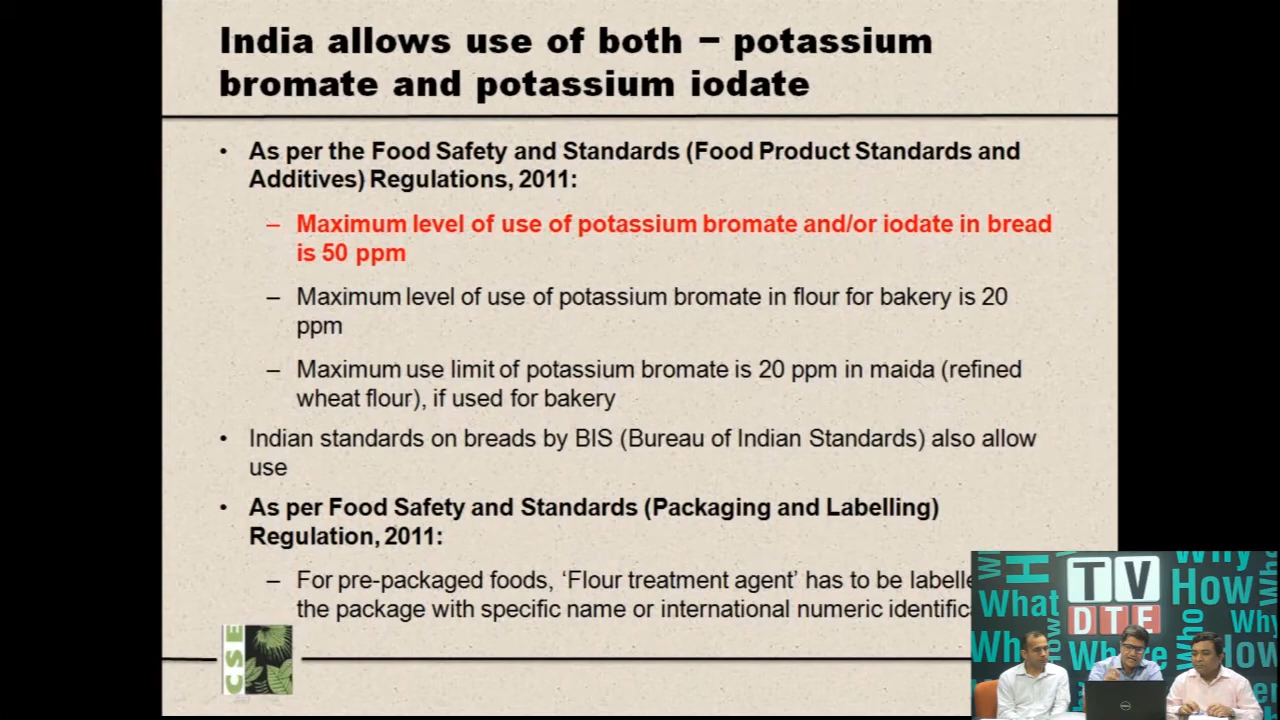 India allows use of both − potassium
bromate and potassium iodate
• As per the Food Safety and Standards (Food Product Standards and
Additives) Regulations, 2011:
– Maximum level of use of potassium bromate and/or iodate in bread
is 50 ppm
– Maximum level of use of potassium bromate in flour for bakery is 20
ppm
– Maximum use limit of potassium bromate is 20 ppm in maida (refined
wheat flour), if used for bakery
• Indian standards on breads by BIS (Bureau of Indian Standards) also allow
use
• As per Food Safety and Standards (Packaging and Labelling)
Regulation, 2011:
– For pre-packaged foods, ‘Flour treatment agent’ has to be
the package with specific name or international numeric
CSE
TV
DTE
What
How
Why
Who
How
Why